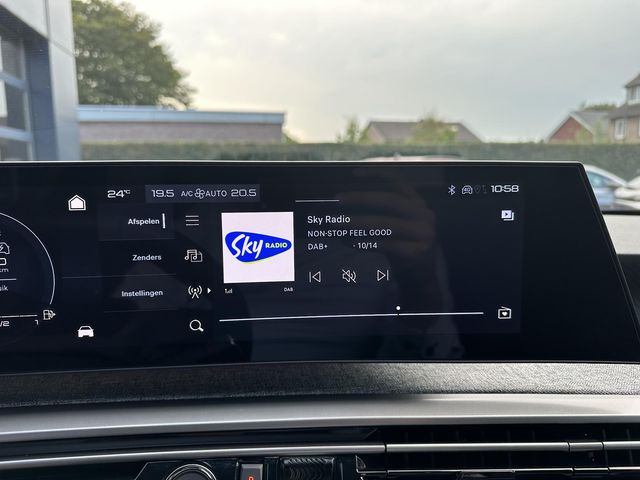 24°C
19.5 A/C AUTO 20.5
10:58
Afspelen
Zenders
Instellingen
Sky RADIO
DAB
Sky Radio
NON-STOP FEEL GOOD
DAB+ · 10/14
km